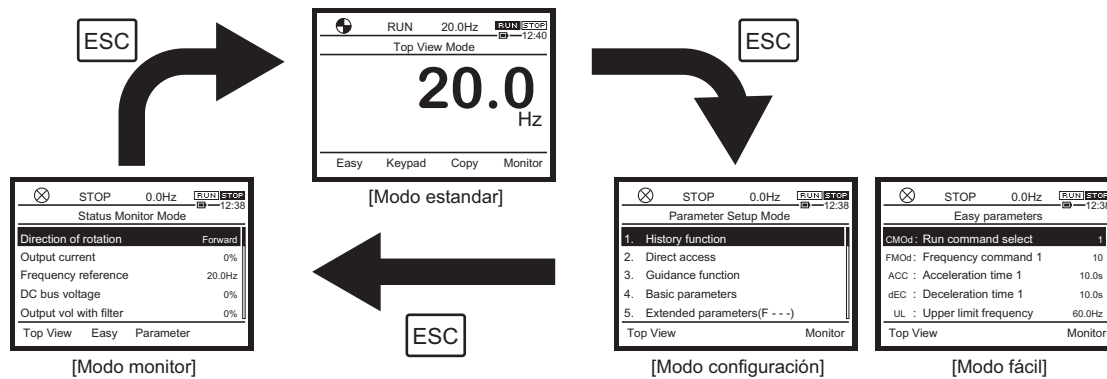 ESC
RUN 20.0Hz RUN STOP
12:40
Top View Mode
20.0
Hz
Easy Keypad Copy Monitor
[Modo estandar]
ESC
STOP 0.0Hz RUN STOP
12:38
Status Monitor Mode
Direction of rotation Forward
Output current 0%
Frequency reference 20.0Hz
DC bus voltage 0%
Output vol with filter 0%
Top View Easy Parameter
[Modo monitor]
ESC
STOP 0.0Hz RUN STOP
12:38
Parameter Setup Mode
1. History function
2. Direct access
3. Guidance function
4. Basic parameters
5. Extended parameters(F - - -)
Top View Monitor
[Modo configuración]
STOP 0.0Hz RUN STOP
12:38
Easy parameters
CMOd : Run command select 1
FMOd : Frequency command 1 10
ACC : Acceleration time 1 10.0s
dEC : Deceleration time 1 10.0s
UL : Upper limit frequency 60.0Hz
Top View Monitor
[Modo fácil]